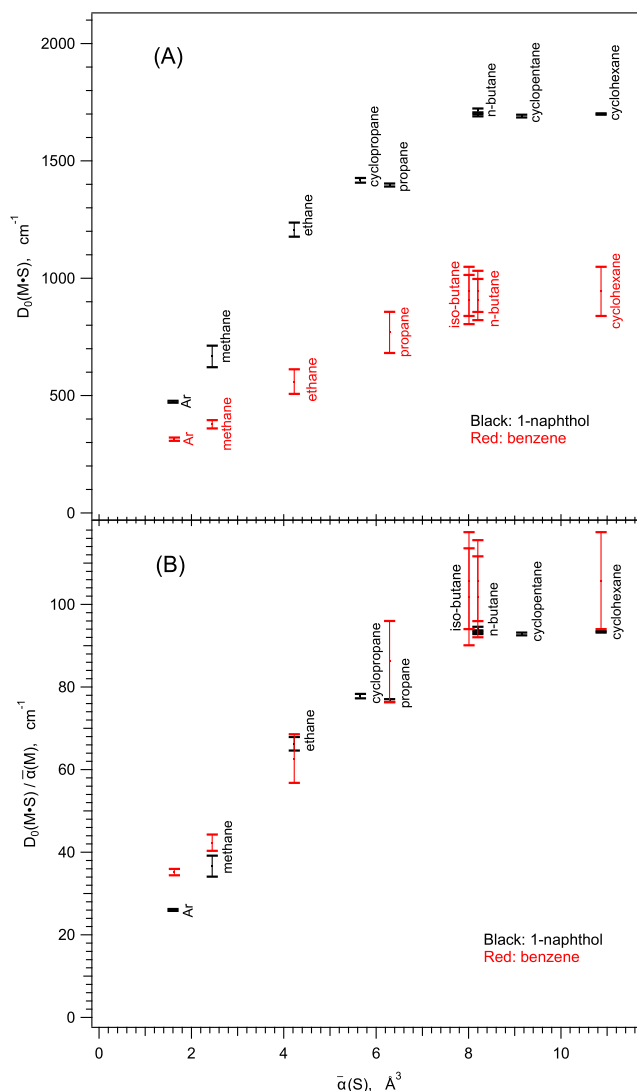 (A)
2000
1500
1000
500
0
D₀(M•S), cm⁻¹
Ar
methane
ethane
cyclopropane
propane
n-butane
cyclopentane
cyclohexane
Ar
methane
ethane
propane
iso-butane
n-butane
cyclohexane
Black: 1-naphthol
Red: benzene
(B)
100
80
60
40
20
0
D₀(M•S) / ᾱ(M), cm⁻¹
Ar
methane
ethane
cyclopropane
propane
iso-butane
n-butane
cyclopentane
cyclohexane
Black: 1-naphthol
Red: benzene
0 2 4 6 8 10
ᾱ(S), Å³